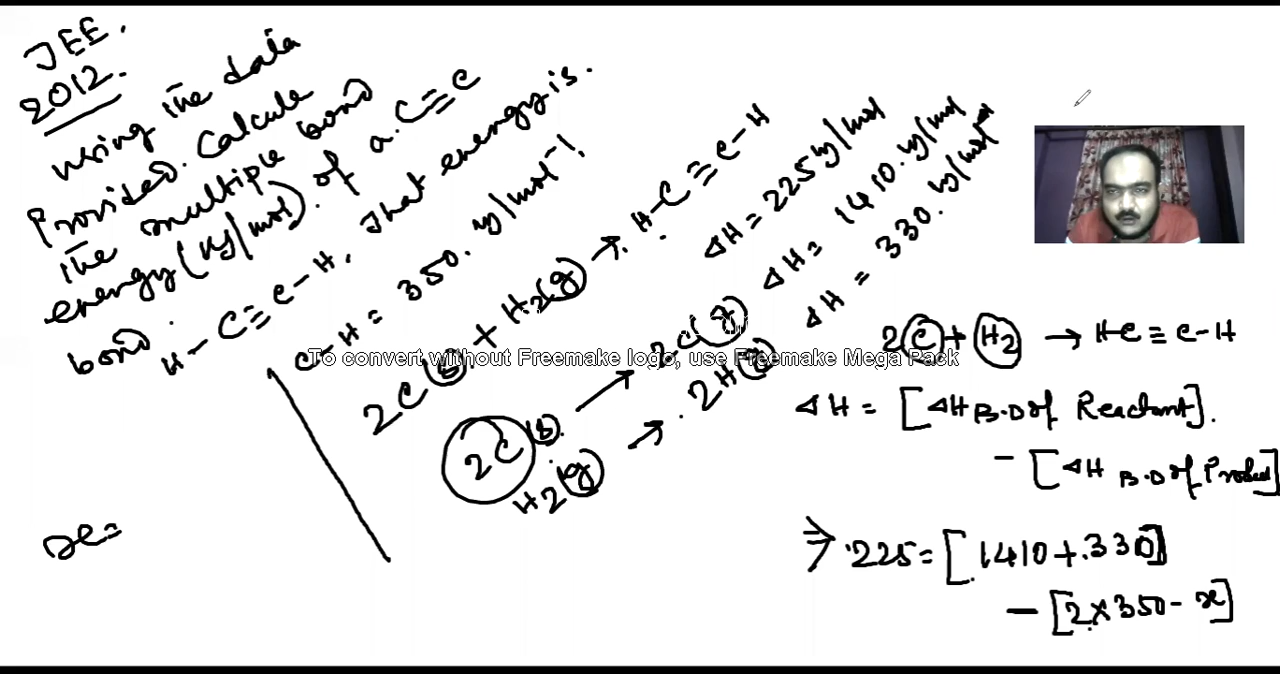 JEE.
2012.
using the data
Provided. Calculate
the multiple bond
energy (kJ/mol). of a. C≡C
bond. H-C≡C-H. That energy is.
C-H = 350. kJ/mol⁻¹.
2C(s) + H₂(g) → H-C≡C-H
ΔH = 225 kJ/mol
2C(s). → 2C(g) ΔH = 1410. kJ/mol
H₂(g) → 2H(g) ΔH = 330. kJ/mol
To convert without Freemake logo, use Freemake Mega Pack
2C + H₂ → HC≡C-H
ΔH = [ΔH B.D of Reactant].
- [ΔH B.D of Product]
⇒ 225 = [1410 + 330]
- [2×350 - x]
x =